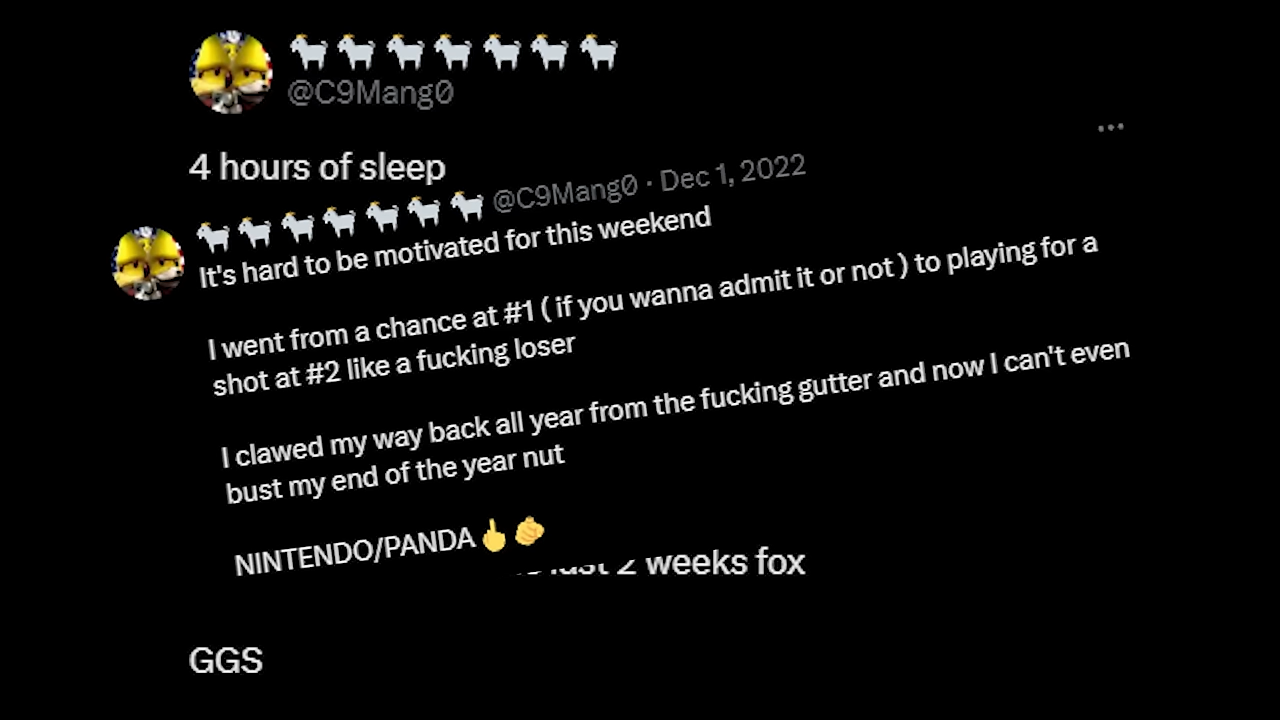 🐐🐐🐐🐐🐐🐐🐐
@C9Mang0
4 hours of sleep
🐐🐐🐐🐐🐐🐐🐐 @C9Mang0 · Dec 1, 2022
It's hard to be motivated for this weekend
I went from a chance at #1 ( if you wanna admit it or not ) to playing for a
shot at #2 like a fucking loser
I clawed my way back all year from the fucking gutter and now I can't even
bust my end of the year nut
NINTENDO/PANDA🖕🫵
last 2 weeks fox
GGS